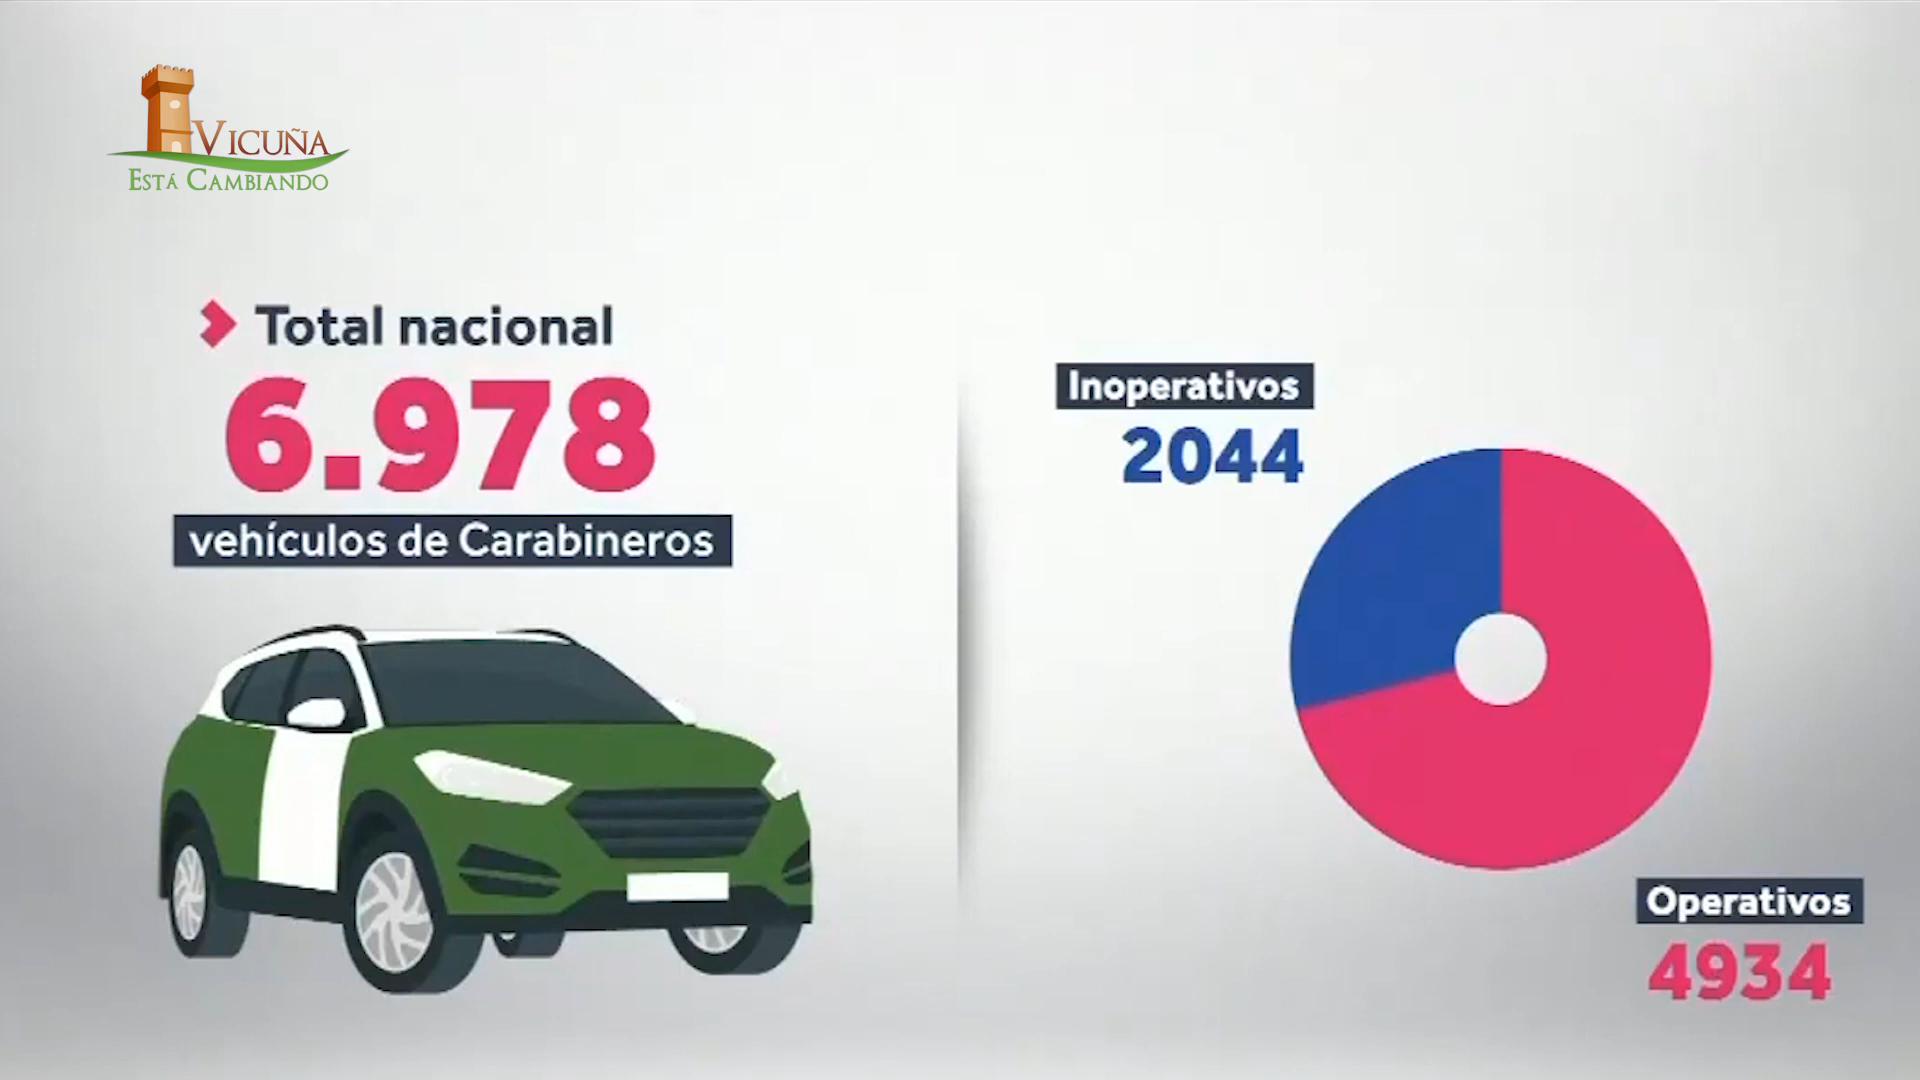 VICUÑA
ESTÁ CAMBIANDO
Total nacional
6.978
vehículos de Carabineros
Inoperativos
2044
Operativos
4934